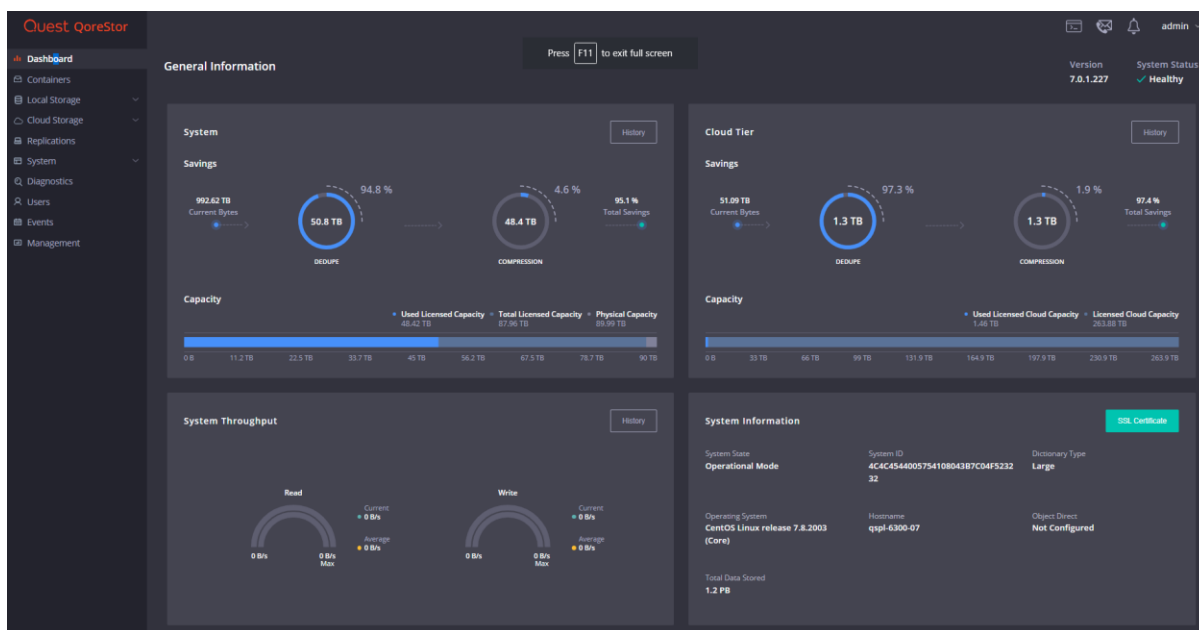 Quest QoreStor
admin
Press F11 to exit full screen
Dashboard
Containers
Local Storage
Cloud Storage
Replications
System
Diagnostics
Users
Events
Management
General Information
Version
7.0.1.227
System Status
Healthy
System
History
Savings
992.62 TB
Current Bytes
94.8 %
50.8 TB
DEDUPE
4.6 %
48.4 TB
COMPRESSION
95.1 %
Total Savings
Capacity
Used Licensed Capacity
48.42 TB
Total Licensed Capacity
87.96 TB
Physical Capacity
89.99 TB
0 B 11.2 TB 22.5 TB 33.7 TB 45 TB 56.2 TB 67.5 TB 78.7 TB 90 TB
Cloud Tier
History
Savings
51.09 TB
Current Bytes
97.3 %
1.3 TB
DEDUPE
1.9 %
1.3 TB
COMPRESSION
97.4 %
Total Savings
Capacity
Used Licensed Cloud Capacity
1.46 TB
Licensed Cloud Capacity
263.88 TB
0 B 33 TB 66 TB 99 TB 131.9 TB 164.9 TB 197.9 TB 230.9 TB 263.9 TB
System Throughput
History
Read
Current
0 B/s
Average
0 B/s
0 B/s 0 B/s
Max
Write
Current
0 B/s
Average
0 B/s
0 B/s 0 B/s
Max
System Information
SSL Certificate
System State
Operational Mode
System ID
4C4C4544005754108043B7C04F5232
32
Dictionary Type
Large
Operating System
CentOS Linux release 7.8.2003
(Core)
Hostname
qspl-6300-07
Object Direct
Not Configured
Total Data Stored
1.2 PB